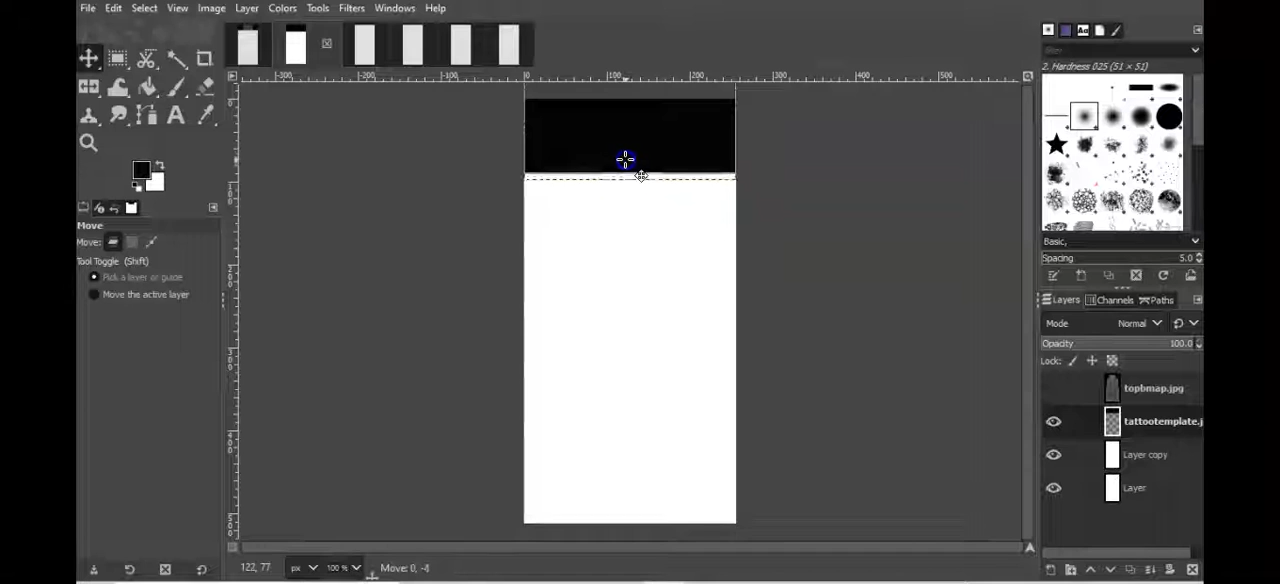 File Edit Select View Image Layer Colors Tools Filters Windows Help
2. Hardness 025 (51 × 51)
Move
Move:
Tool Toggle (Shift)
Pick a layer or guide
Move the active layer
Basic,
Spacing 5.0
Layers Channels Paths
Mode Normal
Opacity 100.0
Lock:
topbmap.jpg
tattootemplate.j
Layer copy
Layer
122, 77 px 100 % Move: 0, -4